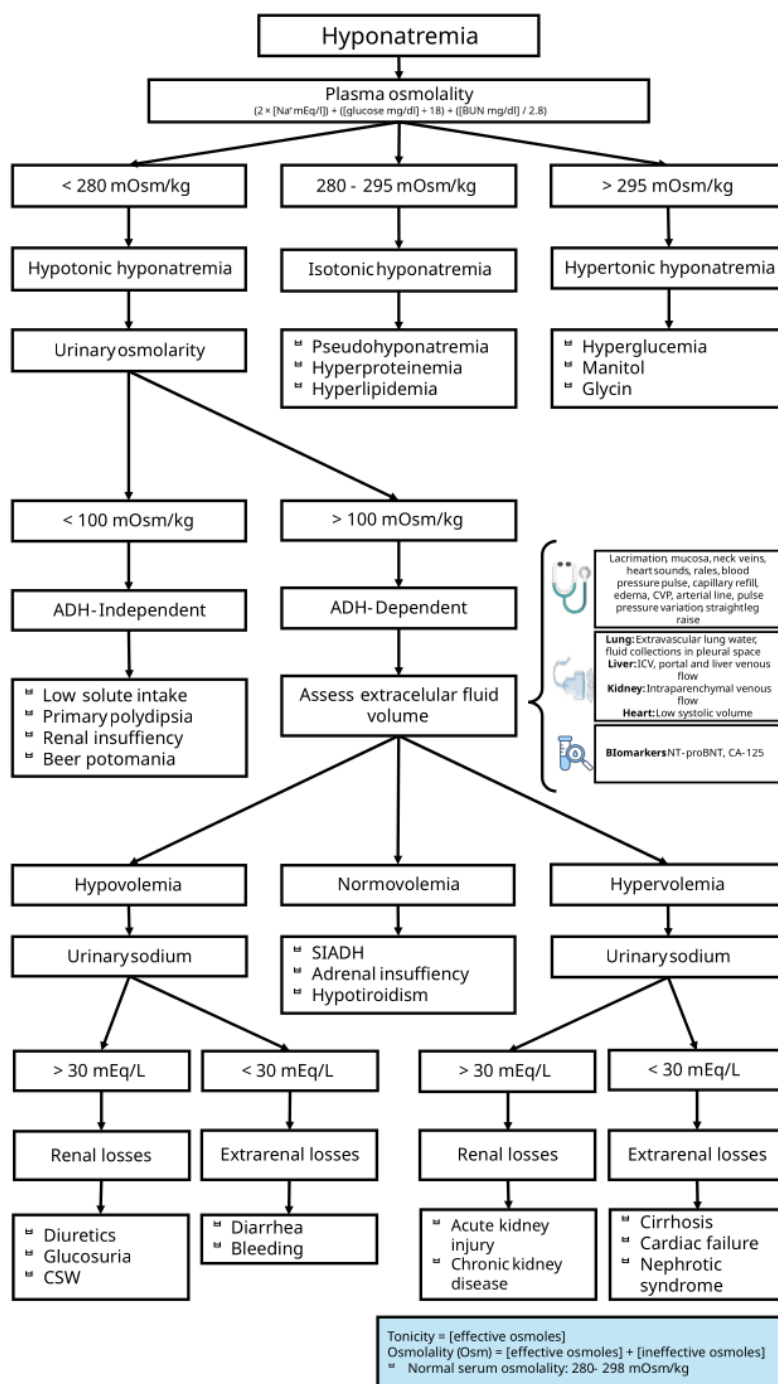 Hyponatremia
Plasma osmolality
(2 × [Na⁺mEq/l]) + ([glucose mg/dl] ÷ 18) + ([BUN mg/dl] / 2.8)
< 280 mOsm/kg
280 - 295 mOsm/kg
> 295 mOsm/kg
Hypotonic hyponatremia
Isotonic hyponatremia
Hypertonic hyponatremia
Urinary osmolarity
Pseudohyponatremia
Hyperproteinemia
Hyperlipidemia
Hyperglucemia
Manitol
Glycin
< 100 mOsm/kg
> 100 mOsm/kg
ADH-Independent
ADH-Dependent
Low solute intake
Primary polydipsia
Renal insuffiency
Beer potomania
Assess extracelular fluid
volume
Lacrimation, mucosa, neck veins,
heart sounds, rales, blood
pressure pulse, capillary refill,
edema, CVP, arterial line, pulse
pressure variation, straight leg
raise
Lung: Extravascular lung water,
fluid collections in pleural space
Liver: ICV, portal and liver venous
flow
Kidney: Intraparenchymal venous
flow
Heart: Low systolic volume
BIomarkers NT-proBNT, CA-125
Hypovolemia
Normovolemia
Hypervolemia
Urinary sodium
SIADH
Adrenal insuffiency
Hypotiroidism
Urinary sodium
> 30 mEq/L
< 30 mEq/L
> 30 mEq/L
< 30 mEq/L
Renal losses
Extrarenal losses
Renal losses
Extrarenal losses
Diuretics
Glucosuria
CSW
Diarrhea
Bleeding
Acute kidney
injury
Chronic kidney
disease
Cirrhosis
Cardiac failure
Nephrotic
syndrome
Tonicity = [effective osmoles]
Osmolality (Osm) = [effective osmoles] + [ineffective osmoles]
Normal serum osmolality: 280- 298 mOsm/kg